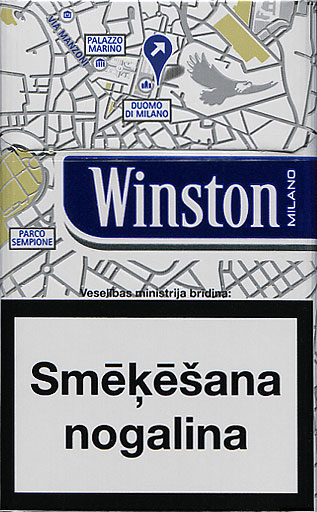 VIA MANZONI
PALAZZO
MARINO
DUOMO
DI MILANO
Winston
MILANO
PARCO
SEMPIONE
Veselības ministrija brīdina:
Smēķēšana
nogalina